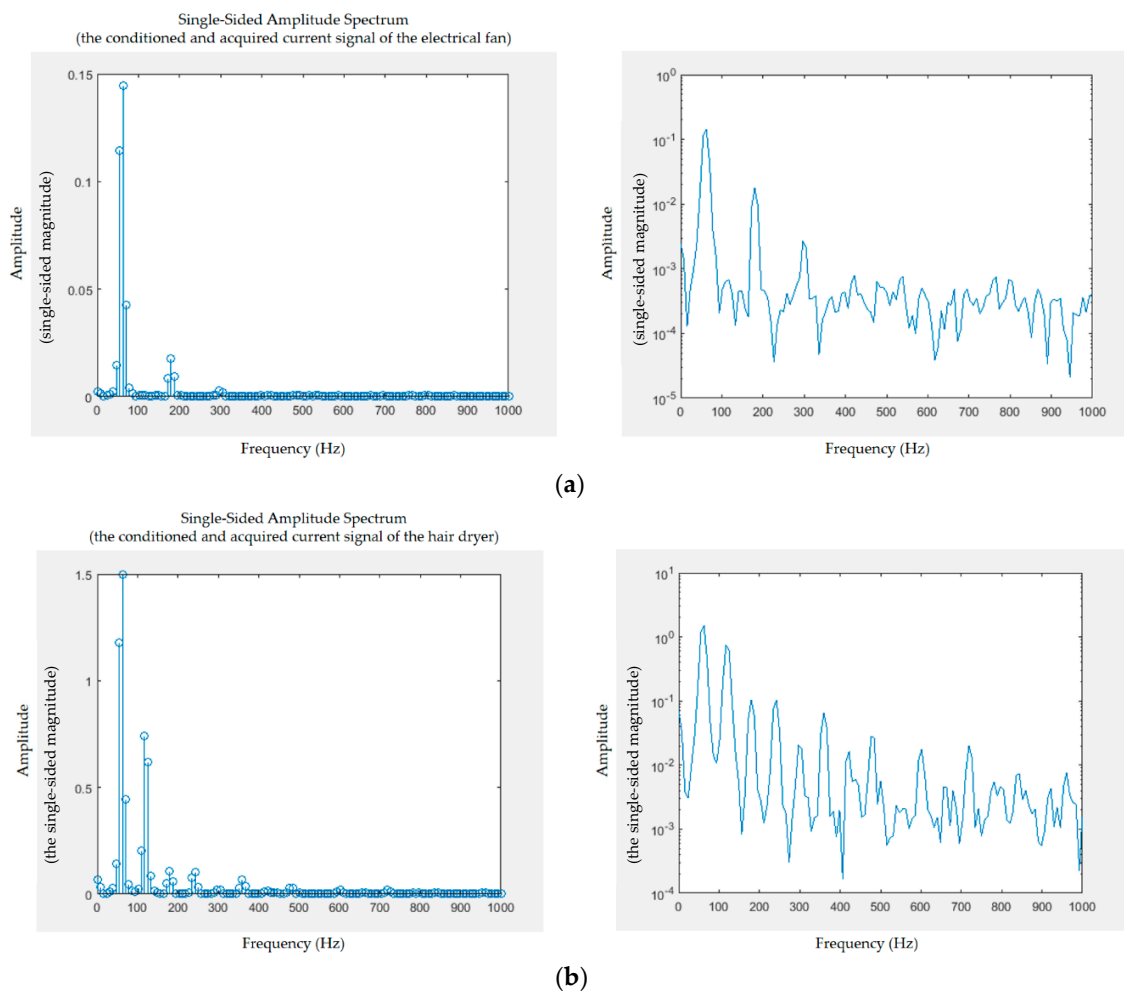 Single-Sided Amplitude Spectrum
(the conditioned and acquired current signal of the electrical fan)
Amplitude
(single-sided magnitude)
0.15
0.1
0.05
0
0 100 200 300 400 500 600 700 800 900 1000
Frequency (Hz)
Amplitude
(single-sided magnitude)
10^0
10^-1
10^-2
10^-3
10^-4
10^-5
0 100 200 300 400 500 600 700 800 900 1000
Frequency (Hz)
(a)
Single-Sided Amplitude Spectrum
(the conditioned and acquired current signal of the hair dryer)
Amplitude
(the single-sided magnitude)
1.5
1
0.5
0
0 100 200 300 400 500 600 700 800 900 1000
Frequency (Hz)
Amplitude
(the single-sided magnitude)
10^1
10^0
10^-1
10^-2
10^-3
10^-4
0 100 200 300 400 500 600 700 800 900 1000
Frequency (Hz)
(b)